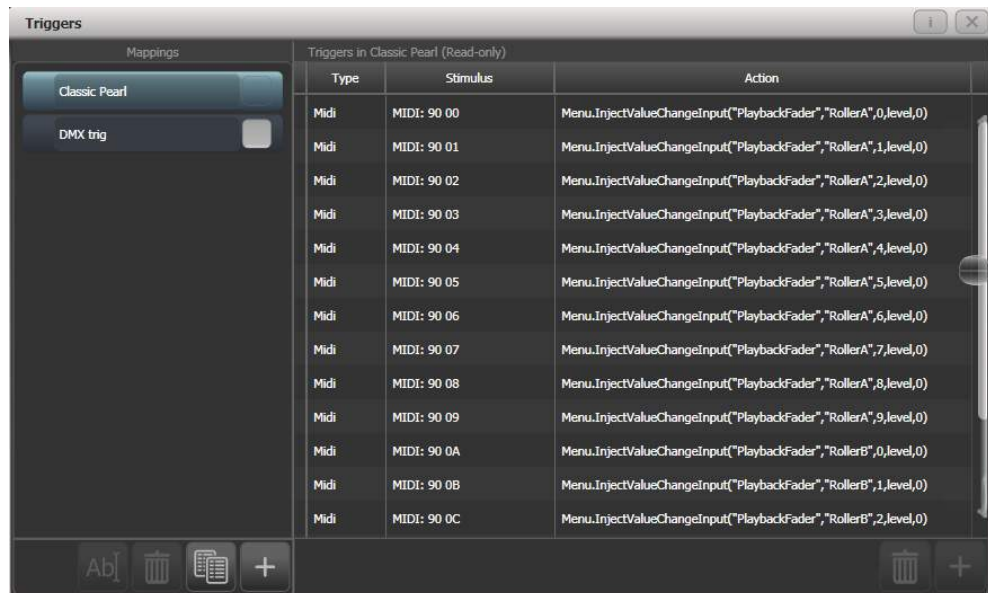 Triggers
i
Mappings
Triggers in Classic Pearl (Read-only)
Classic Pearl
DMX trig
Type Stimulus Action
Midi MIDI: 90 00 Menu.InjectValueChangeInput("PlaybackFader","RollerA",0,level,0)
Midi MIDI: 90 01 Menu.InjectValueChangeInput("PlaybackFader","RollerA",1,level,0)
Midi MIDI: 90 02 Menu.InjectValueChangeInput("PlaybackFader","RollerA",2,level,0)
Midi MIDI: 90 03 Menu.InjectValueChangeInput("PlaybackFader","RollerA",3,level,0)
Midi MIDI: 90 04 Menu.InjectValueChangeInput("PlaybackFader","RollerA",4,level,0)
Midi MIDI: 90 05 Menu.InjectValueChangeInput("PlaybackFader","RollerA",5,level,0)
Midi MIDI: 90 06 Menu.InjectValueChangeInput("PlaybackFader","RollerA",6,level,0)
Midi MIDI: 90 07 Menu.InjectValueChangeInput("PlaybackFader","RollerA",7,level,0)
Midi MIDI: 90 08 Menu.InjectValueChangeInput("PlaybackFader","RollerA",8,level,0)
Midi MIDI: 90 09 Menu.InjectValueChangeInput("PlaybackFader","RollerA",9,level,0)
Midi MIDI: 90 0A Menu.InjectValueChangeInput("PlaybackFader","RollerB",0,level,0)
Midi MIDI: 90 0B Menu.InjectValueChangeInput("PlaybackFader","RollerB",1,level,0)
Midi MIDI: 90 0C Menu.InjectValueChangeInput("PlaybackFader","RollerB",2,level,0)
Ab